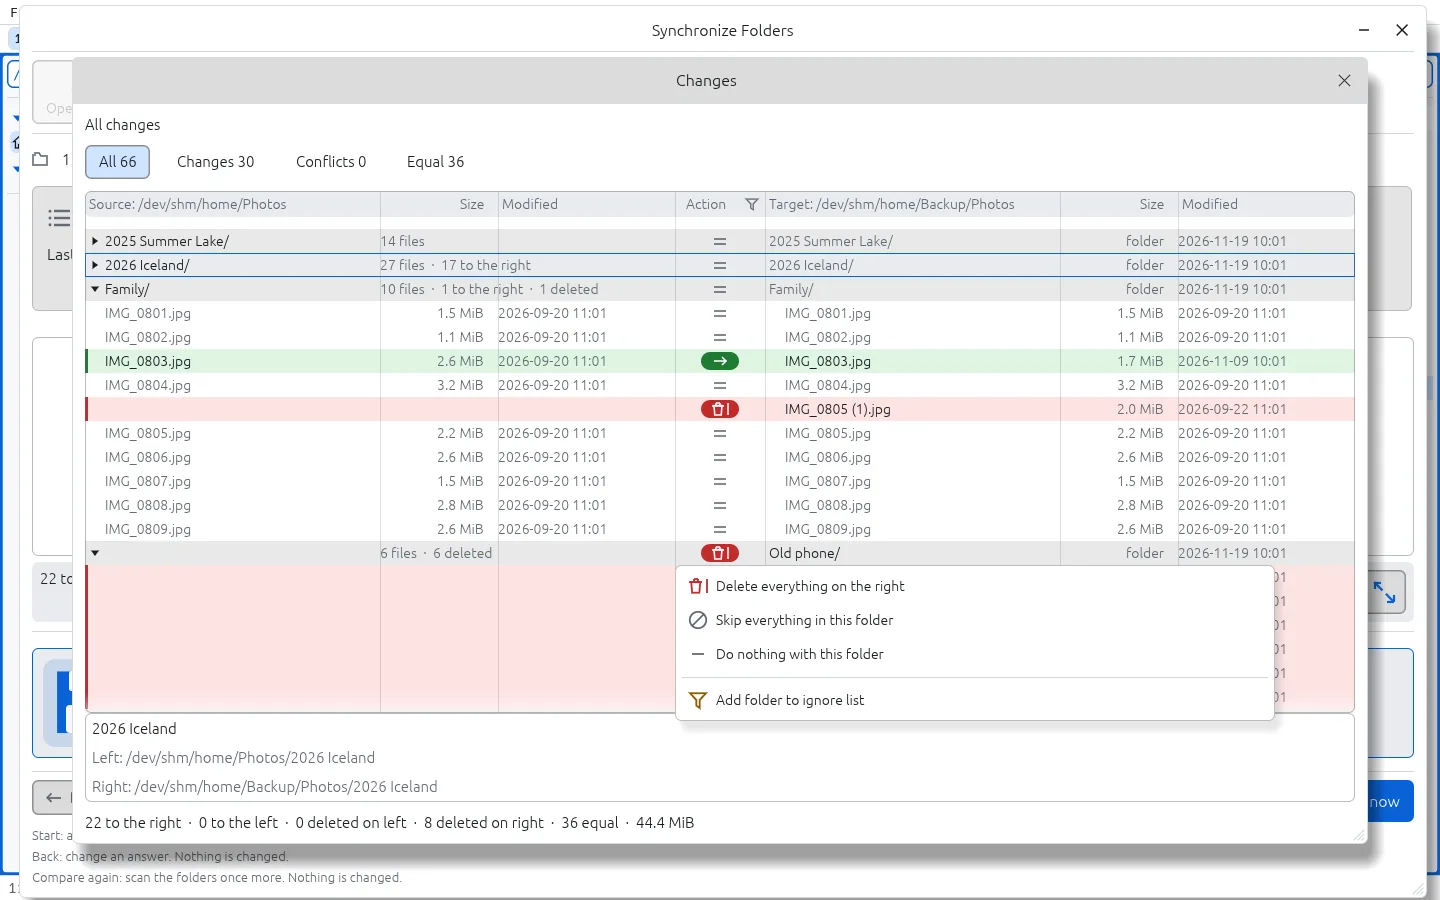 Synchronize Folders
Changes
Ope
All changes
1
All 66 Changes 30 Conflicts 0 Equal 36
Source: /dev/shm/home/Photos Size Modified Action Target: /dev/shm/home/Backup/Photos Size Modified
2025 Summer Lake/ 14 files = 2025 Summer Lake/ folder 2026-11-19 10:01
Las
2026 Iceland/ 27 files · 17 to the right = 2026 Iceland/ folder 2026-11-19 10:01
Family/ 10 files · 1 to the right · 1 deleted = Family/ folder 2026-11-19 10:01
IMG_0801.jpg 1.5 MiB 2026-09-20 11:01 = IMG_0801.jpg 1.5 MiB 2026-09-20 11:01
IMG_0802.jpg 1.1 MiB 2026-09-20 11:01 = IMG_0802.jpg 1.1 MiB 2026-09-20 11:01
IMG_0803.jpg 2.6 MiB 2026-09-20 11:01 → IMG_0803.jpg 1.7 MiB 2026-11-09 10:01
IMG_0804.jpg 3.2 MiB 2026-09-20 11:01 = IMG_0804.jpg 3.2 MiB 2026-09-20 11:01
IMG_0805 (1).jpg 2.0 MiB 2026-09-22 11:01
IMG_0805.jpg 2.2 MiB 2026-09-20 11:01 = IMG_0805.jpg 2.2 MiB 2026-09-20 11:01
IMG_0806.jpg 2.6 MiB 2026-09-20 11:01 = IMG_0806.jpg 2.6 MiB 2026-09-20 11:01
IMG_0807.jpg 1.5 MiB 2026-09-20 11:01 = IMG_0807.jpg 1.5 MiB 2026-09-20 11:01
IMG_0808.jpg 2.8 MiB 2026-09-20 11:01 = IMG_0808.jpg 2.8 MiB 2026-09-20 11:01
IMG_0809.jpg 2.6 MiB 2026-09-20 11:01 = IMG_0809.jpg 2.6 MiB 2026-09-20 11:01
6 files · 6 deleted Old phone/ folder 2026-11-19 10:01
22 to
Delete everything on the right
Skip everything in this folder
Do nothing with this folder
Add folder to ignore list
2026 Iceland
Left: /dev/shm/home/Photos/2026 Iceland
Right: /dev/shm/home/Backup/Photos/2026 Iceland
now
22 to the right · 0 to the left · 0 deleted on left · 8 deleted on right · 36 equal · 44.4 MiB
Start: a
Back: change an answer. Nothing is changed.
Compare again: scan the folders once more. Nothing is changed.